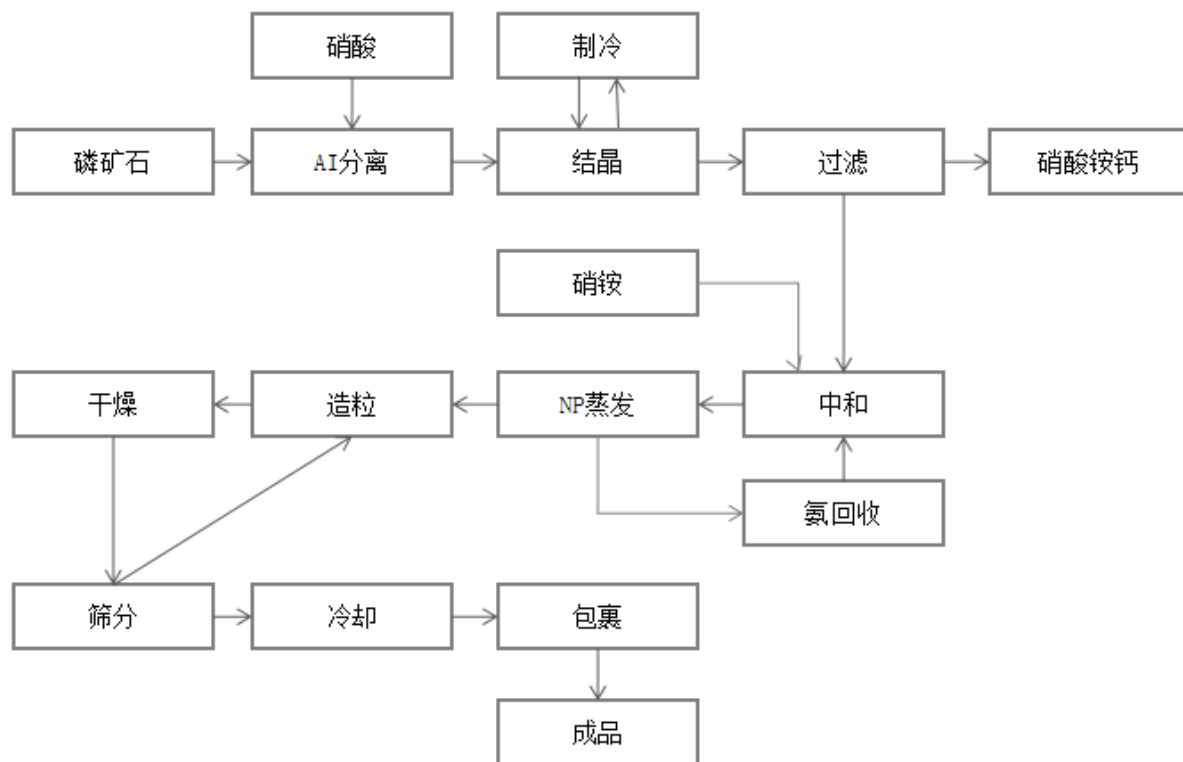 硝酸
制冷
磷矿石
AI分离
结晶
过滤
硝酸铵钙
硝铵
干燥
造粒
NP蒸发
中和
氨回收
筛分
冷却
包裹
成品